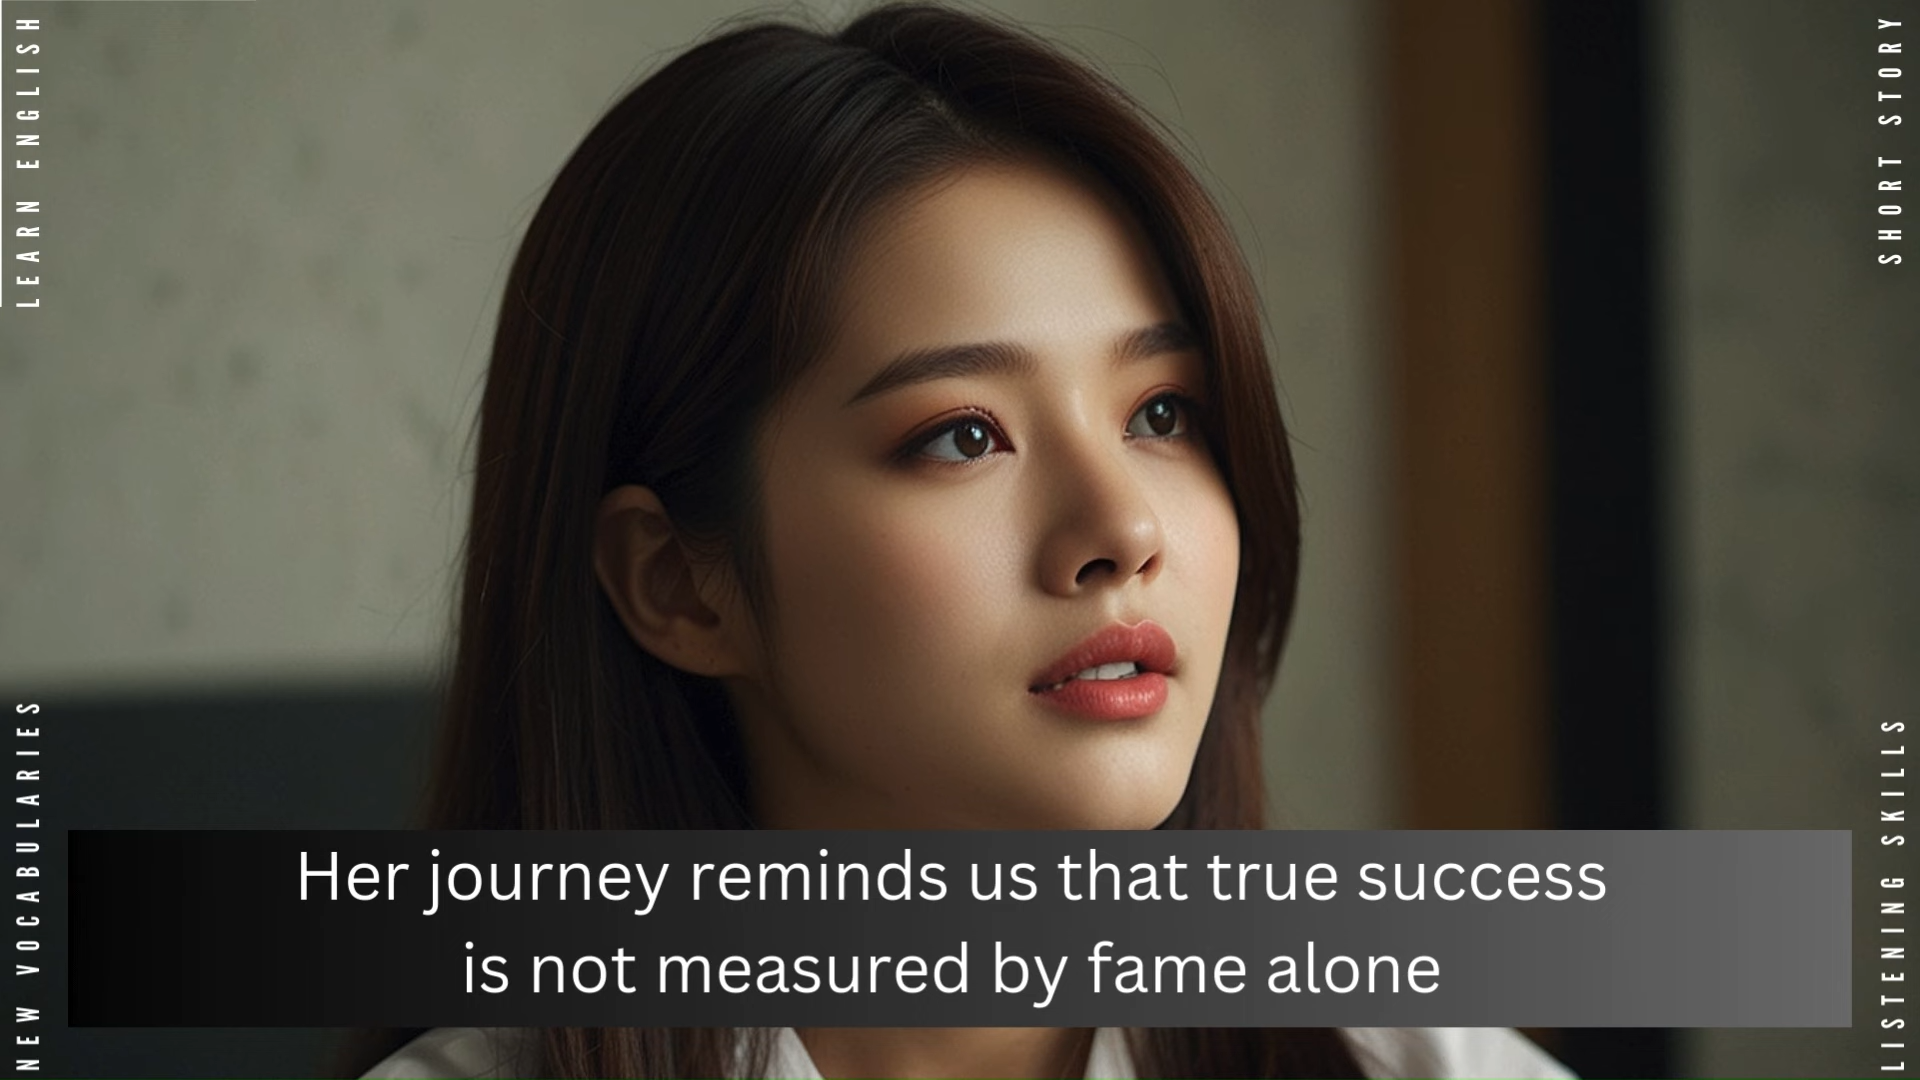 LEARN ENGLISH
SHORT STORY
NEW VOCABULARIES
LISTENING SKILLS
Her journey reminds us that true success
is not measured by fame alone